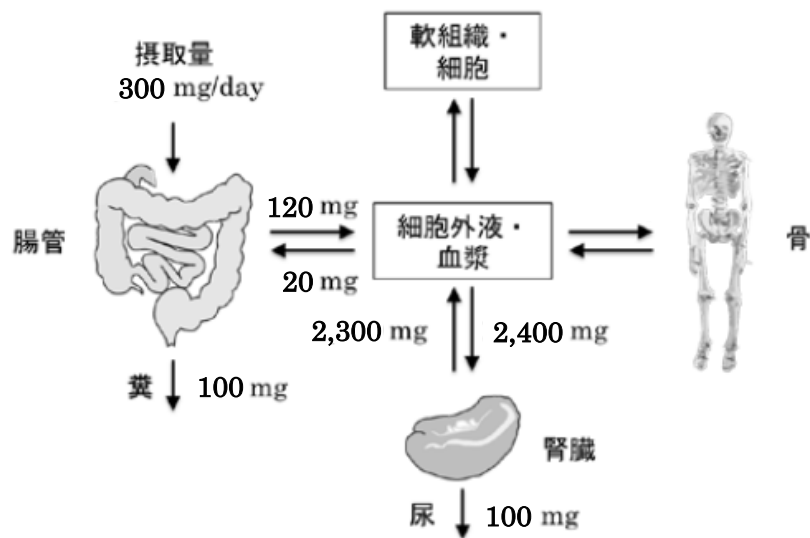 摂取量
300 mg/day
軟組織・
細胞
腸管
120 mg
20 mg
細胞外液・
血漿
骨
2,300 mg
2,400 mg
糞
100 mg
腎臓
尿
100 mg